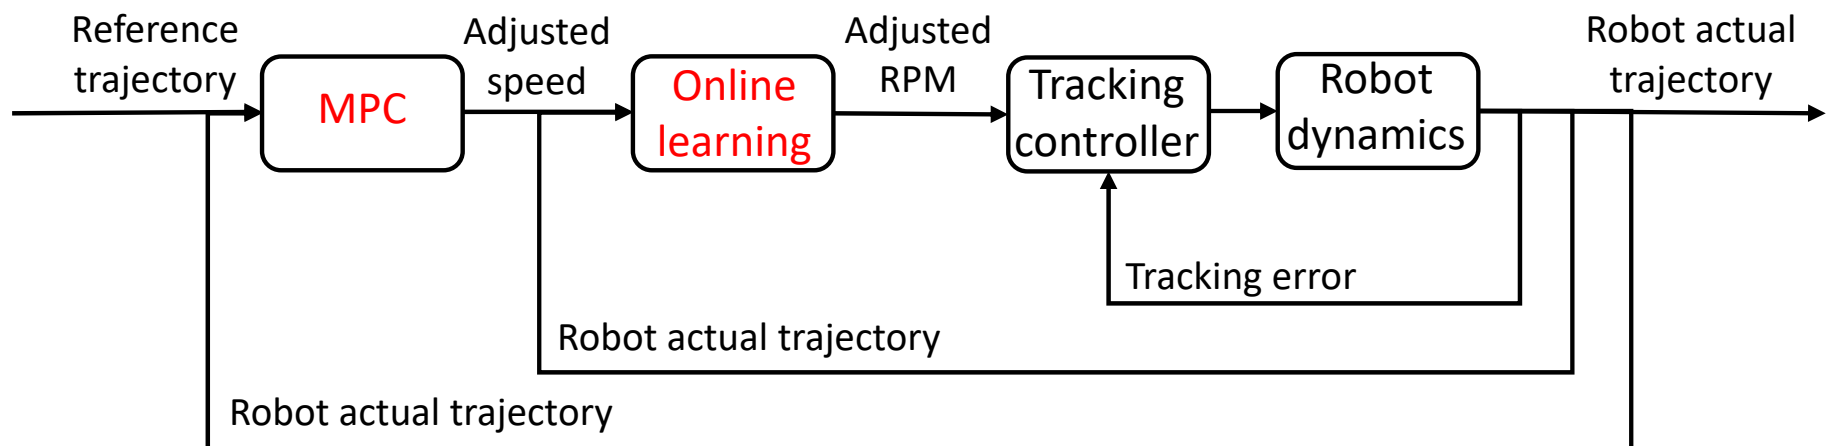 Reference
trajectory
MPC
Adjusted
speed
Online
learning
Adjusted
RPM
Tracking
controller
Robot
dynamics
Robot actual
trajectory
Tracking error
Robot actual trajectory
Robot actual trajectory